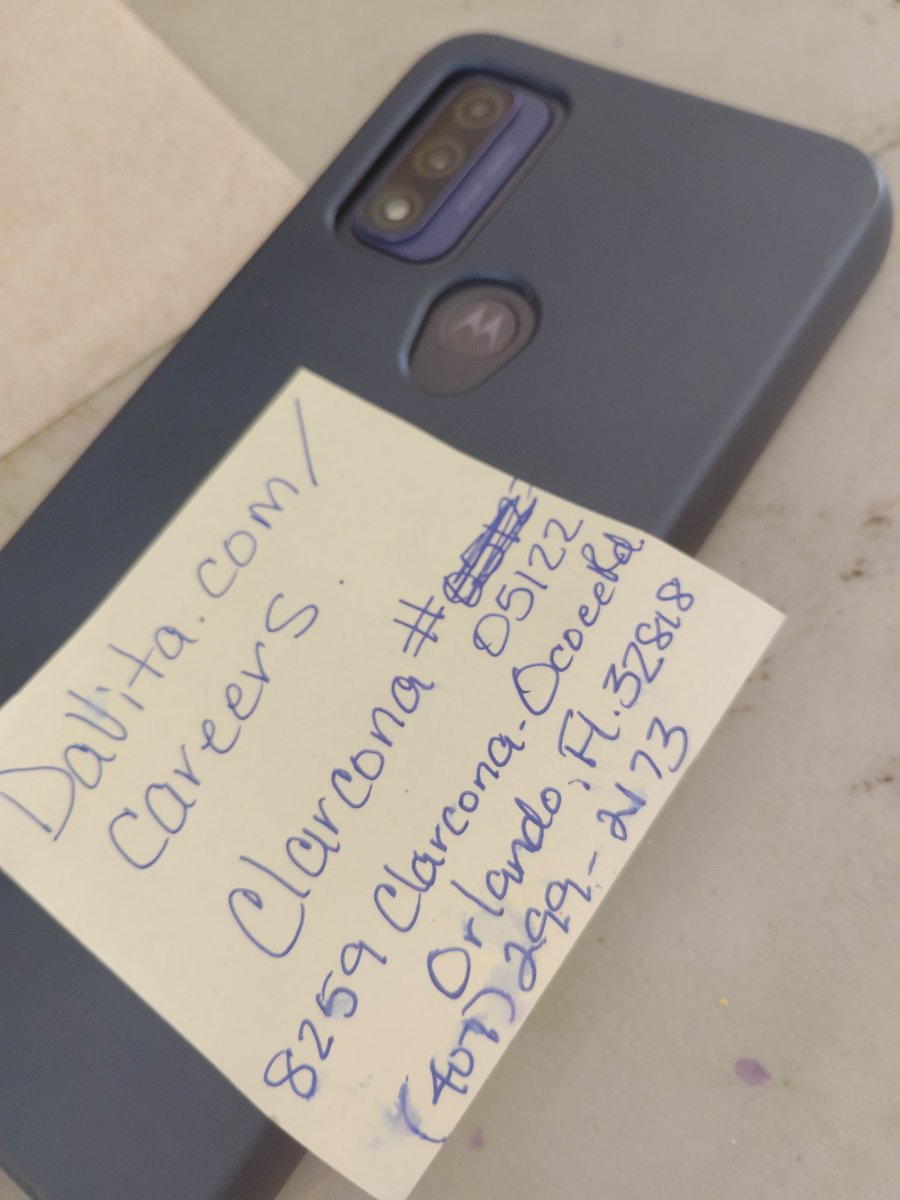 DaVita.com/
careers.
Clarcona #
05122
8259 Clarcona-Ocoee Rd
Orlando, Fl. 32818
(407) 299-2173